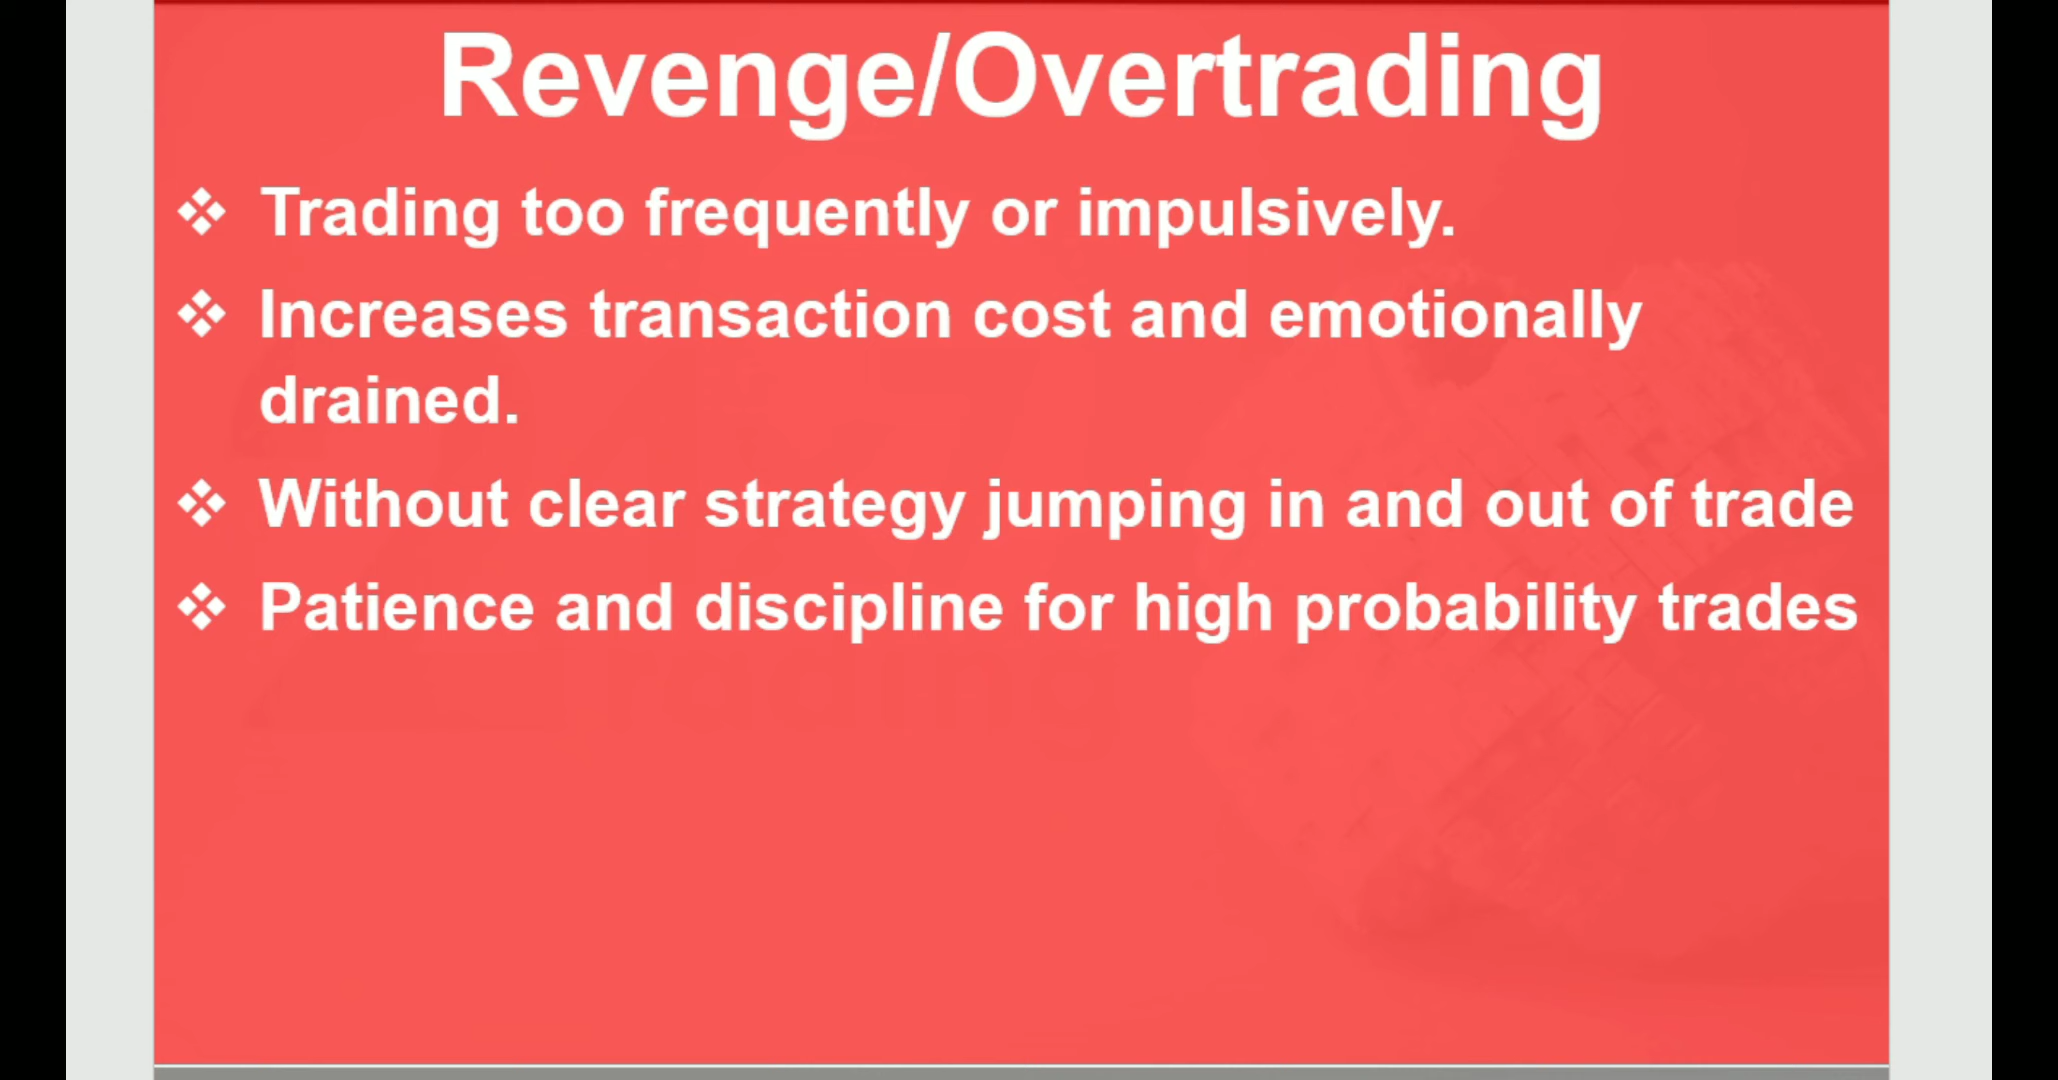 Revenge/Overtrading
❖ Trading too frequently or impulsively.
❖ Increases transaction cost and emotionally
drained.
❖ Without clear strategy jumping in and out of trade
❖ Patience and discipline for high probability trades